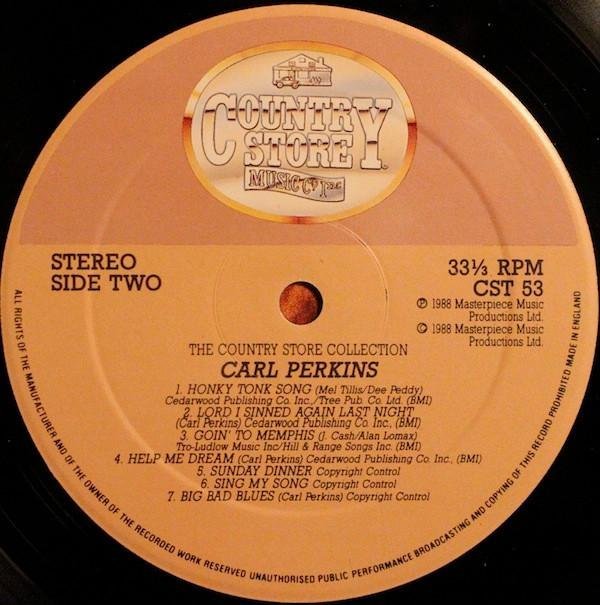 COUNTRY
STORE
MUSIC Co
STEREO
SIDE TWO
33⅓ RPM
CST 53
℗ 1988 Masterpiece Music
Productions Ltd.
© 1988 Masterpiece Music
Productions Ltd.
THE COUNTRY STORE COLLECTION
CARL PERKINS
1. HONKY TONK SONG (Mel Tillis/Dee Peddy)
Cedarwood Publishing Co. Inc./Tree Pub. Co. Ltd. (BMI)
2. LORD I SINNED AGAIN LAST NIGHT
(Carl Perkins) Cedarwood Publishing Co. Inc., (BMI)
3. GOIN' TO MEMPHIS (J. Cash/Alan Lomax)
Tro-Ludlow Music Inc/Hill & Range Songs Inc. (BMI)
4. HELP ME DREAM (Carl Perkins) Cedarwood Publishing Co. Inc., (BMI)
5. SUNDAY DINNER Copyright Control
6. SING MY SONG Copyright Control
7. BIG BAD BLUES (Carl Perkins) Copyright Control
ALL RIGHTS OF THE MANUFACTURER AND OF THE OWNER OF THE RECORDED WORK RESERVED UNAUTHORISED PUBLIC PERFORMANCE BROADCASTING AND COPYING OF THIS RECORD PROHIBITED MADE IN ENGLAND